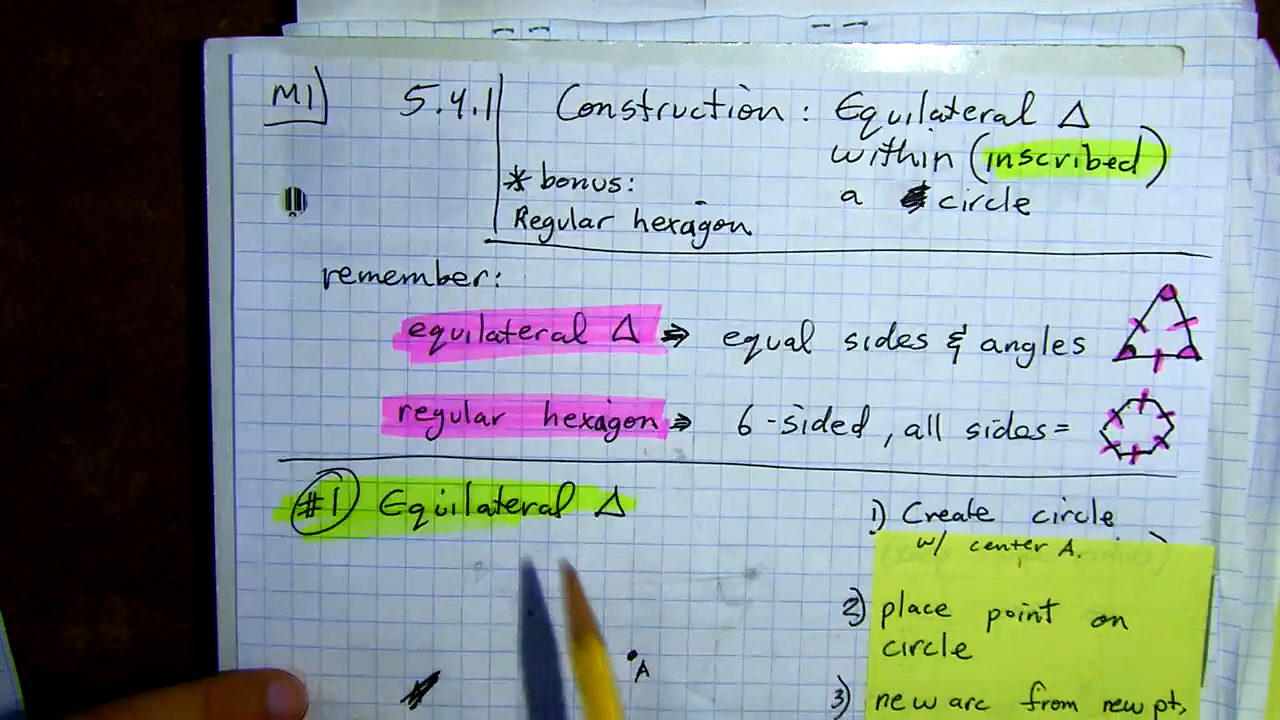 M1
5.4.1
Construction: Equilateral Δ
within (inscribed)
a circle
* bonus:
Regular hexagon
remember:
equilateral Δ ⇒ equal sides & angles
regular hexagon ⇒ 6-sided, all sides =
#1 Equilateral Δ
1) Create circle
w/ center A.
2) place point on
circle
A
3) new arc from new pt,